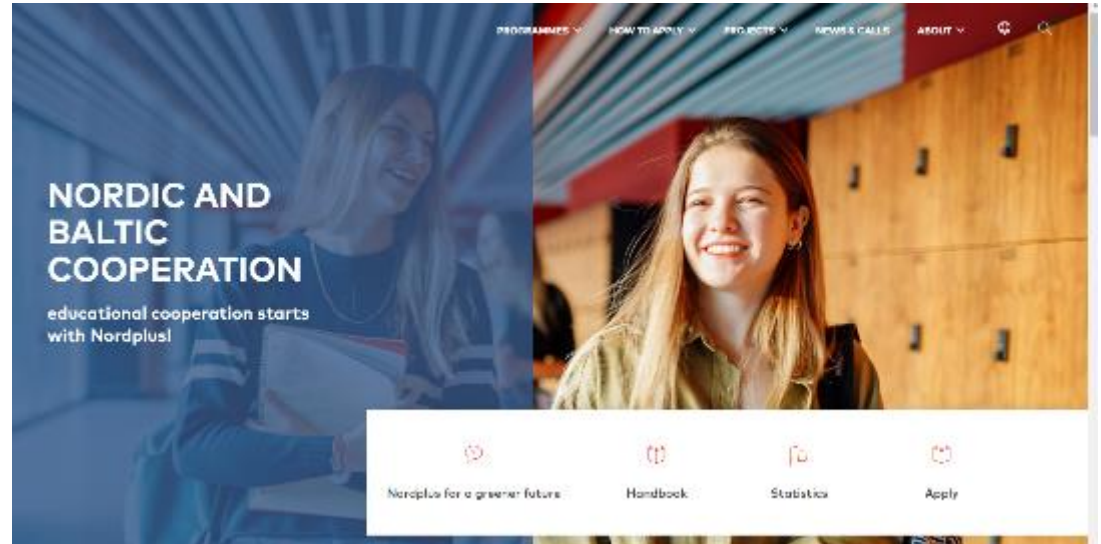 PROGRAMMES HOW TO APPLY PROJECTS NEWS & CALLS ABOUT
NORDIC AND
BALTIC
COOPERATION
educational cooperation starts
with Nordplus!
Nordplus for a greener future Handbook Statistics Apply